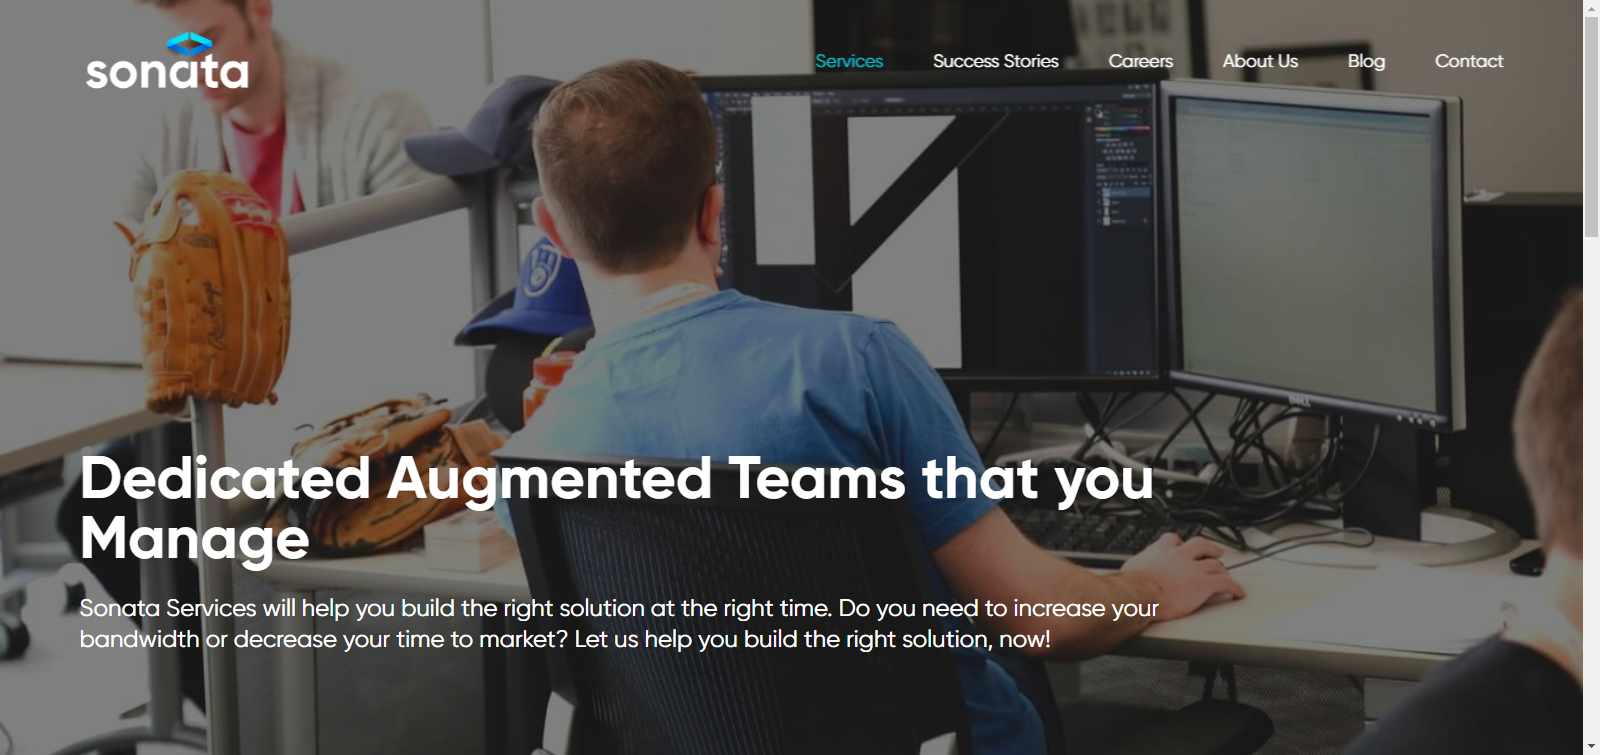 sonata
Services
Success Stories
Careers
About Us
Blog
Contact
Rawlings
DELL
Dedicated Augmented Teams that you
Manage
Sonata Services will help you build the right solution at the right time. Do you need to increase your
bandwidth or decrease your time to market? Let us help you build the right solution, now!